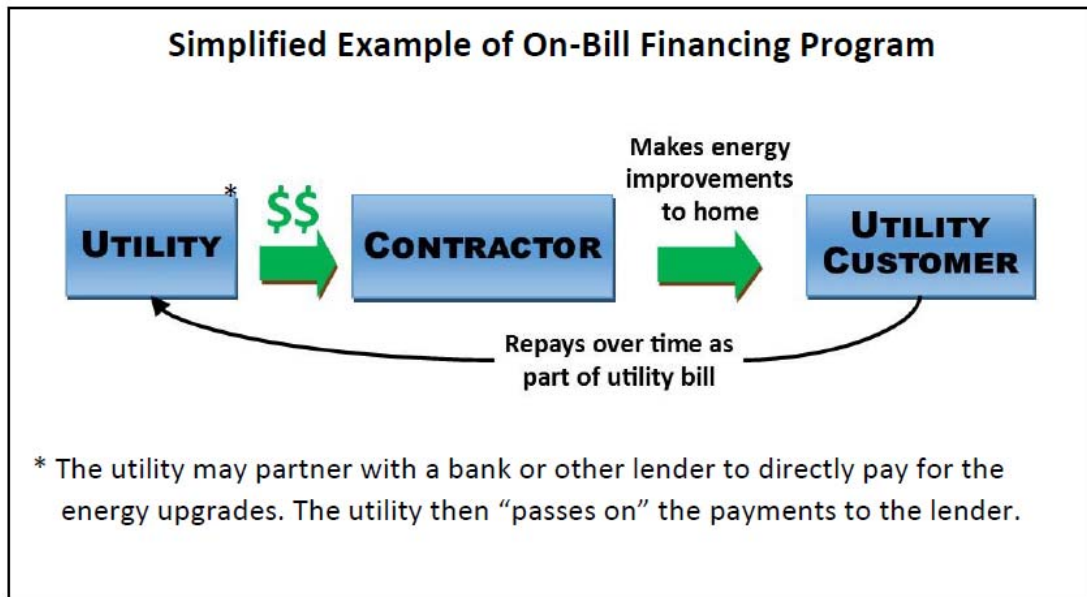 Simplified Example of On-Bill Financing Program
Makes energy
improvements
to home
*
$$
UTILITY
CONTRACTOR
UTILITY
CUSTOMER
Repays over time as
part of utility bill
* The utility may partner with a bank or other lender to directly pay for the
energy upgrades. The utility then “passes on” the payments to the lender.